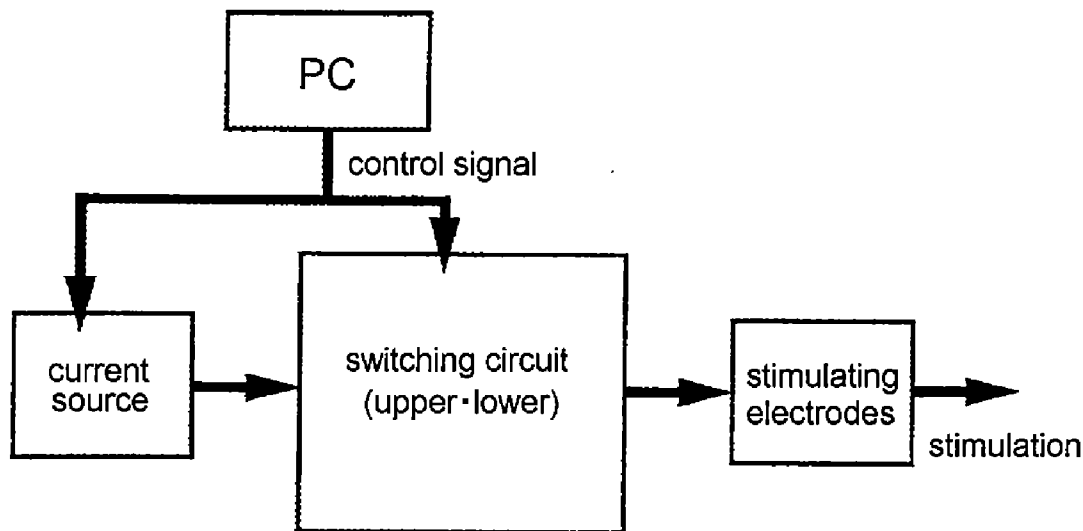 PC
control signal
current
source
switching circuit
(upper・lower)
stimulating
electrodes
stimulation